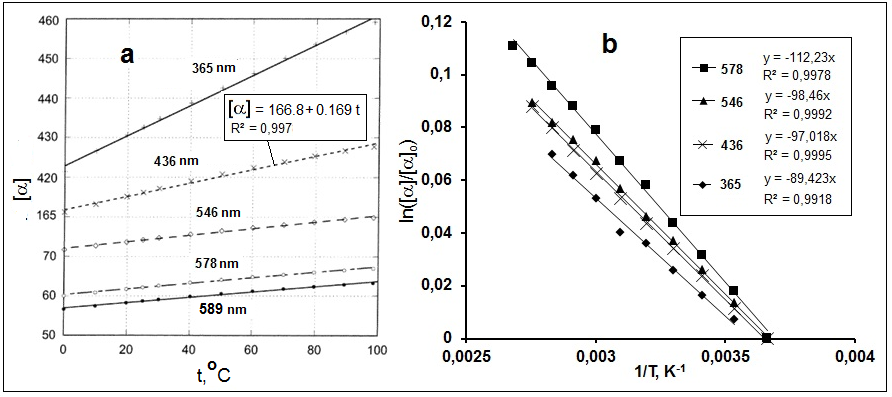 a
[α]
460
450
440
430
420
165
70
60
50
365 nm
[α] = 166.8+0.169 t
R² = 0,997
436 nm
546 nm
578 nm
589 nm
0
20
40
60
80
100
t,°C
b
ln([α]/[α]₀)
0,12
0,1
0,08
0,06
0,04
0,02
0
578
y = -112,23x
R² = 0,9978
546
y = -98,46x
R² = 0,9992
436
y = -97,018x
R² = 0,9995
365
y = -89,423x
R² = 0,9918
0,0025
0,003
0,0035
0,004
1/T, K⁻¹